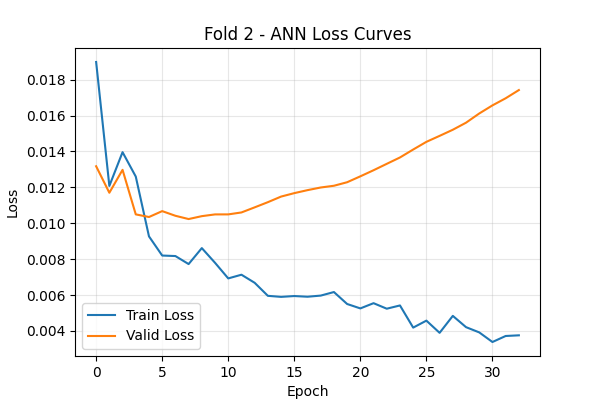 Fold 2 - ANN Loss Curves
0.018
0.016
0.014
0.012
0.010
0.008
0.006
0.004
Loss
Train Loss
Valid Loss
0 5 10 15 20 25 30
Epoch